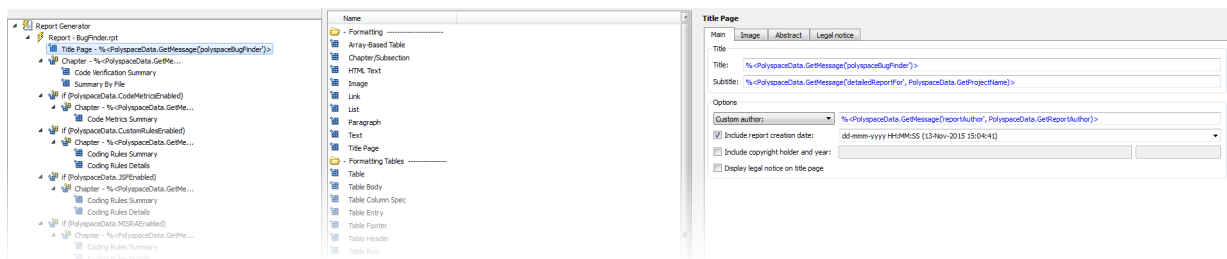 Report Generator
Report - BugFinder.rpt
Title Page - %<PolyspaceData.GetMessage('polyspaceBugFinder')>
Chapter - %<PolyspaceData.GetMe...
Code Verification Summary
Summary By File
if (PolyspaceData.CodeMetricsEnabled)
Chapter - %<PolyspaceData.GetMe...
Code Metrics Summary
if (PolyspaceData.CustomRulesEnabled)
Chapter - %<PolyspaceData.GetMe...
Coding Rules Summary
Coding Rules Details
if (PolyspaceData.JSFEnabled)
Chapter - %<PolyspaceData.GetMe...
Coding Rules Summary
Coding Rules Details
if (PolyspaceData.MISRAEnabled)
Chapter - %<PolyspaceData.GetMe...
Coding Rules Summary
Coding Rules Details
Name
- Formatting ----------------------
Array-Based Table
Chapter/Subsection
HTML Text
Image
Link
List
Paragraph
Text
Title Page
- Formatting Tables ---------------
Table
Table Body
Table Column Spec
Table Entry
Table Footer
Table Header
Table Row
Title Page
Main Image Abstract Legal notice
Title
Title: %<PolyspaceData.GetMessage('polyspaceBugFinder')>
Subtitle: %<PolyspaceData.GetMessage('detailedReportFor', PolyspaceData.GetProjectName)>
Options
Custom author: %<PolyspaceData.GetMessage('reportAuthor', PolyspaceData.GetReportAuthor)>
Include report creation date: dd-mmm-yyyy HH:MM:SS (13-Nov-2015 15:04:41)
Include copyright holder and year:
Display legal notice on title page